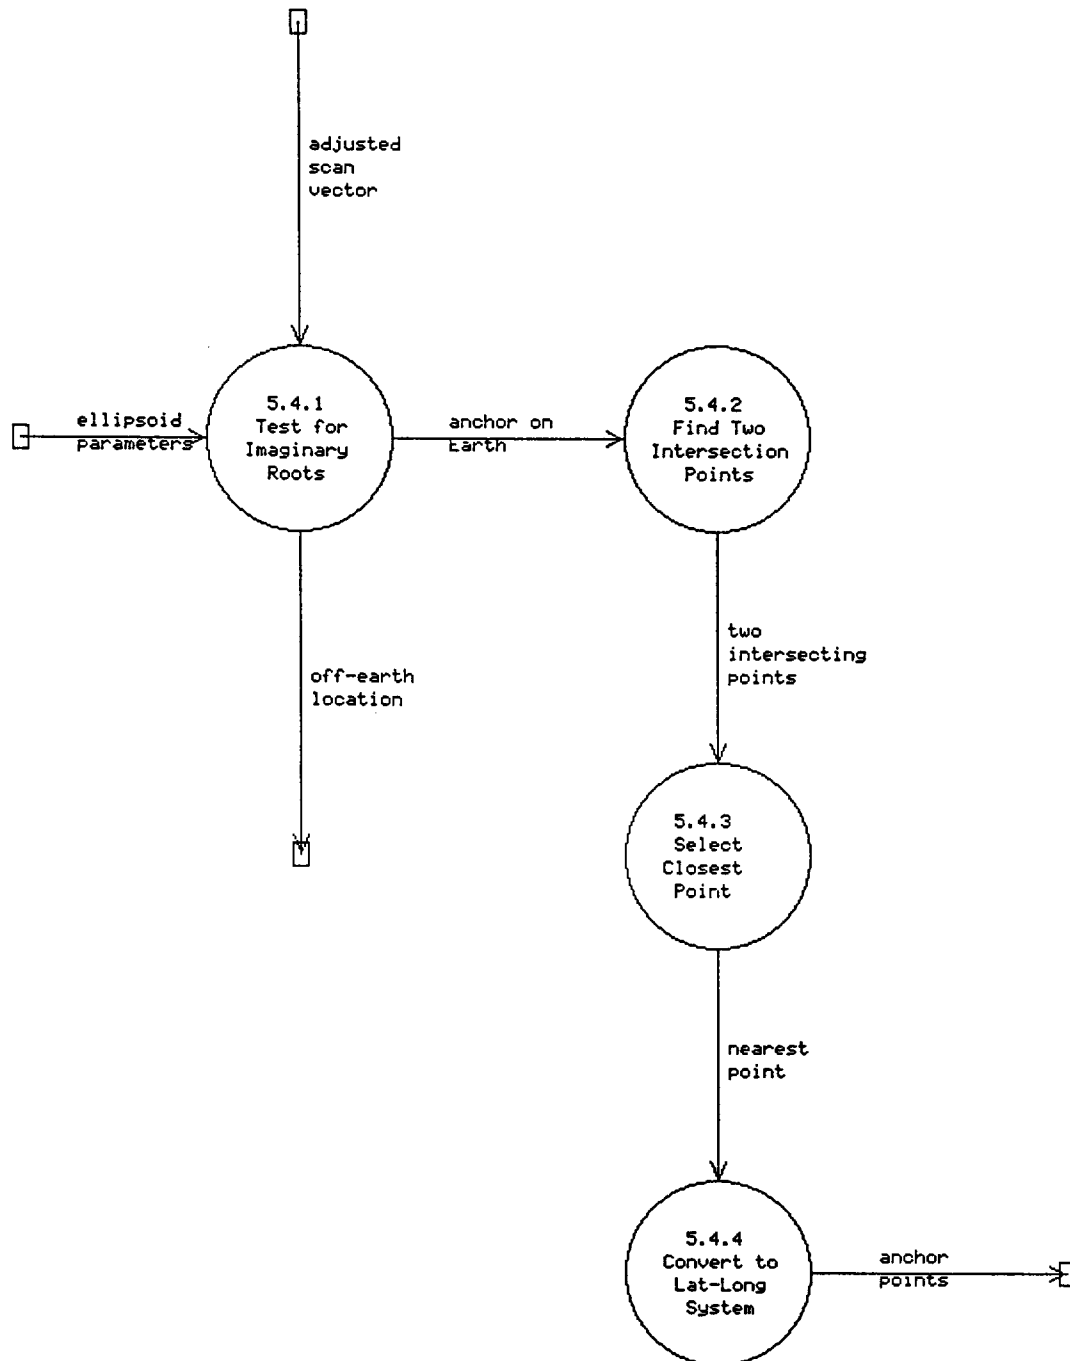 adjusted
scan
vector
ellipsoid
parameters
5.4.1
Test for
Imaginary
Roots
anchor on
Earth
5.4.2
Find Two
Intersection
Points
off-earth
location
two
intersecting
points
5.4.3
Select
Closest
Point
nearest
point
5.4.4
Convert to
Lat-Long
System
anchor
points